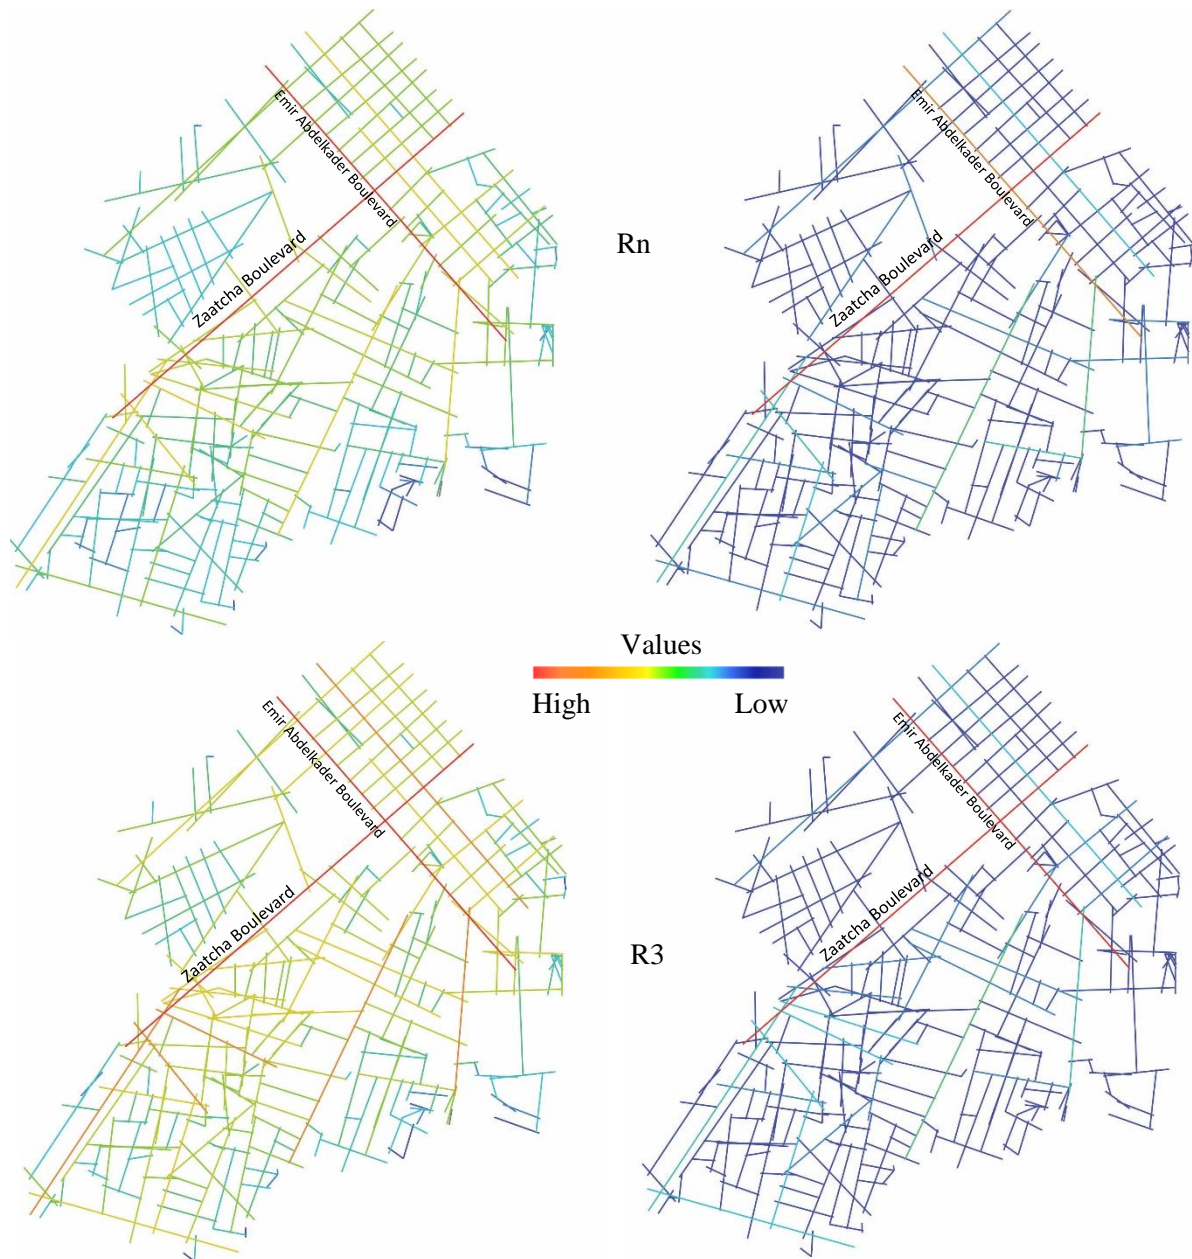 Emir Abdelkader Boulevard
Emir Abdelkader Boulevard
Rn
Zaatcha Boulevard
Zaatcha Boulevard
Values
High Low
Emir Abdelkader Boulevard
Emir Abdelkader Boulevard
Zaatcha Boulevard
Zaatcha Boulevard
R3